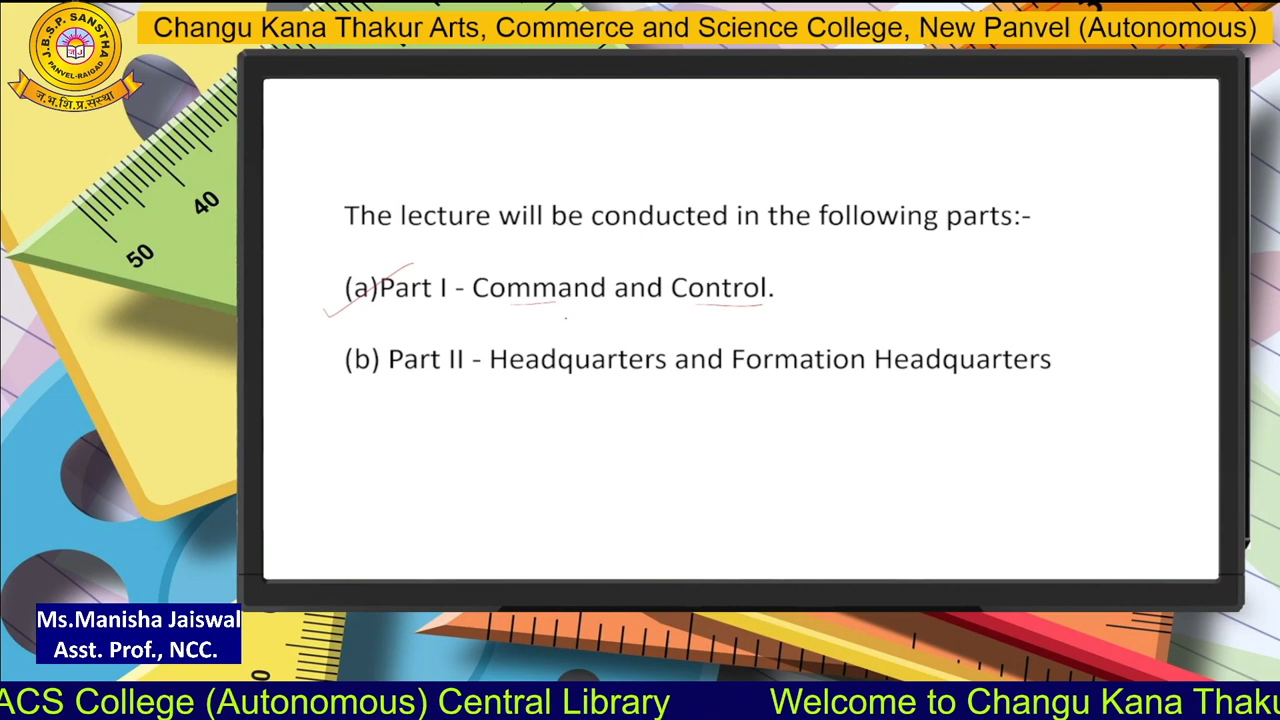 Changu Kana Thakur Arts, Commerce and Science College, New Panvel (Autonomous)
J.B.S.P. SANSTHA
PANVEL-RAIGAD
ज.भ.शि.प्र.संस्था
40
50
The lecture will be conducted in the following parts:-
(a)Part I - Command and Control.
(b) Part II - Headquarters and Formation Headquarters
Ms.Manisha Jaiswal
Asst. Prof., NCC.
ACS College (Autonomous) Central Library Welcome to Changu Kana Thaku